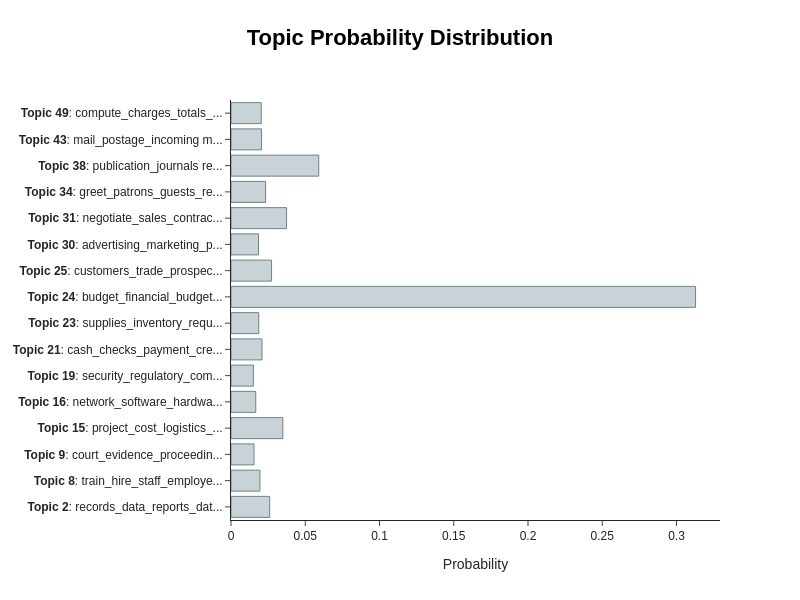 Topic Probability Distribution
Topic 49: compute_charges_totals_...
Topic 43: mail_postage_incoming m...
Topic 38: publication_journals re...
Topic 34: greet_patrons_guests_re...
Topic 31: negotiate_sales_contrac...
Topic 30: advertising_marketing_p...
Topic 25: customers_trade_prospec...
Topic 24: budget_financial_budget...
Topic 23: supplies_inventory_requ...
Topic 21: cash_checks_payment_cre...
Topic 19: security_regulatory_com...
Topic 16: network_software_hardwa...
Topic 15: project_cost_logistics_...
Topic 9: court_evidence_proceedin...
Topic 8: train_hire_staff_employe...
Topic 2: records_data_reports_dat...
0 0.05 0.1 0.15 0.2 0.25 0.3
Probability